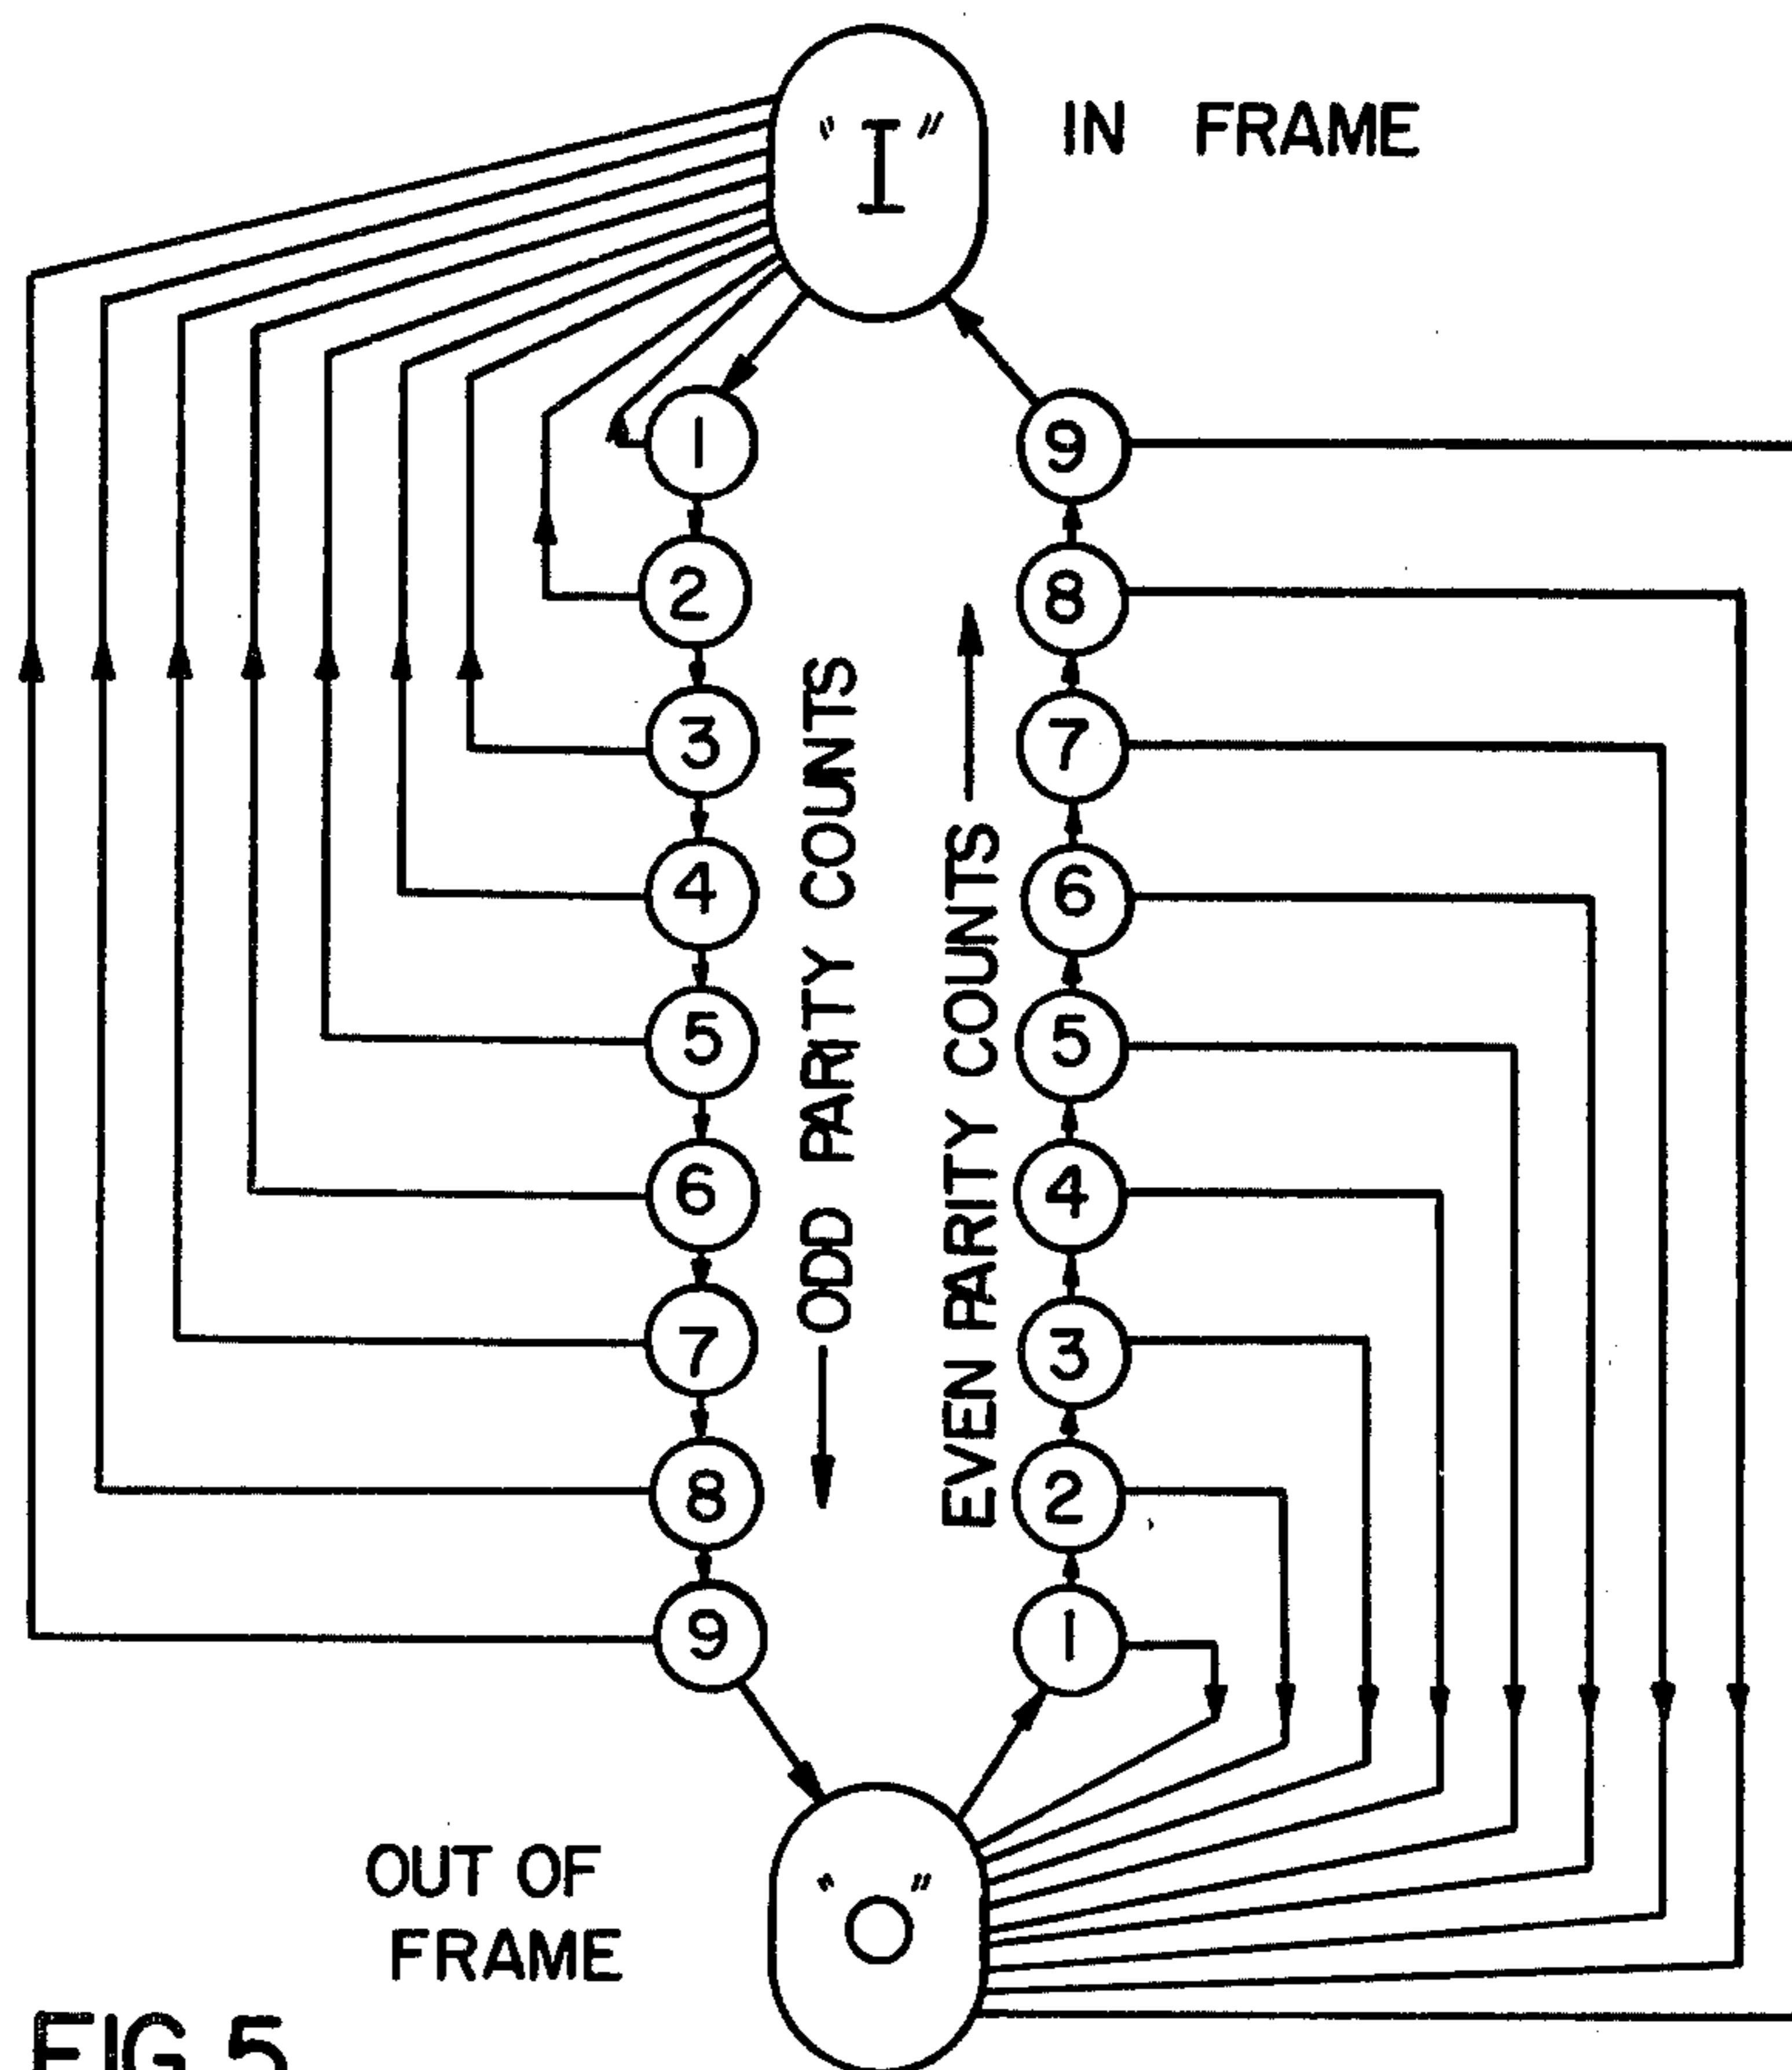 "I" IN FRAME
1
2
3
4
5
6
7
8
9
ODD PARITY COUNTS
EVEN PARITY COUNTS
9
8
7
6
5
4
3
2
1
"O"
OUT OF
FRAME
FIG.5